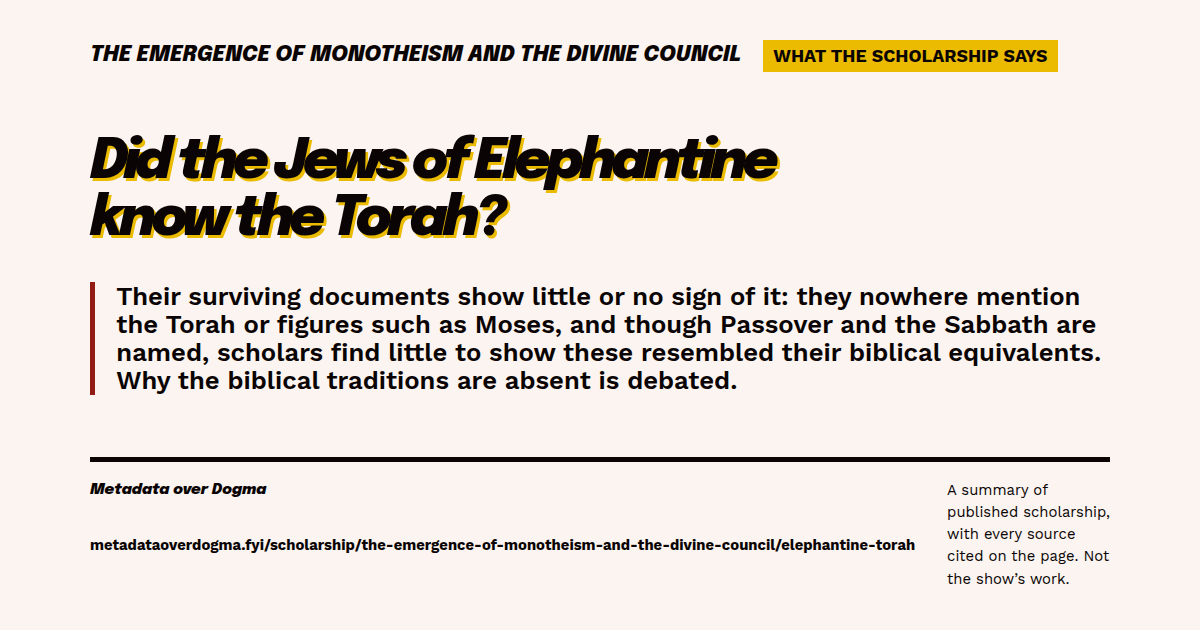 THE EMERGENCE OF MONOTHEISM AND THE DIVINE COUNCIL
WHAT THE SCHOLARSHIP SAYS
Did the Jews of Elephantine
know the Torah?
Their surviving documents show little or no sign of it: they nowhere mention
the Torah or figures such as Moses, and though Passover and the Sabbath are
named, scholars find little to show these resembled their biblical equivalents.
Why the biblical traditions are absent is debated.
Metadata over Dogma
metadataoverdogma.fyi/scholarship/the-emergence-of-monotheism-and-the-divine-council/elephantine-torah
A summary of
published scholarship,
with every source
cited on the page. Not
the show’s work.